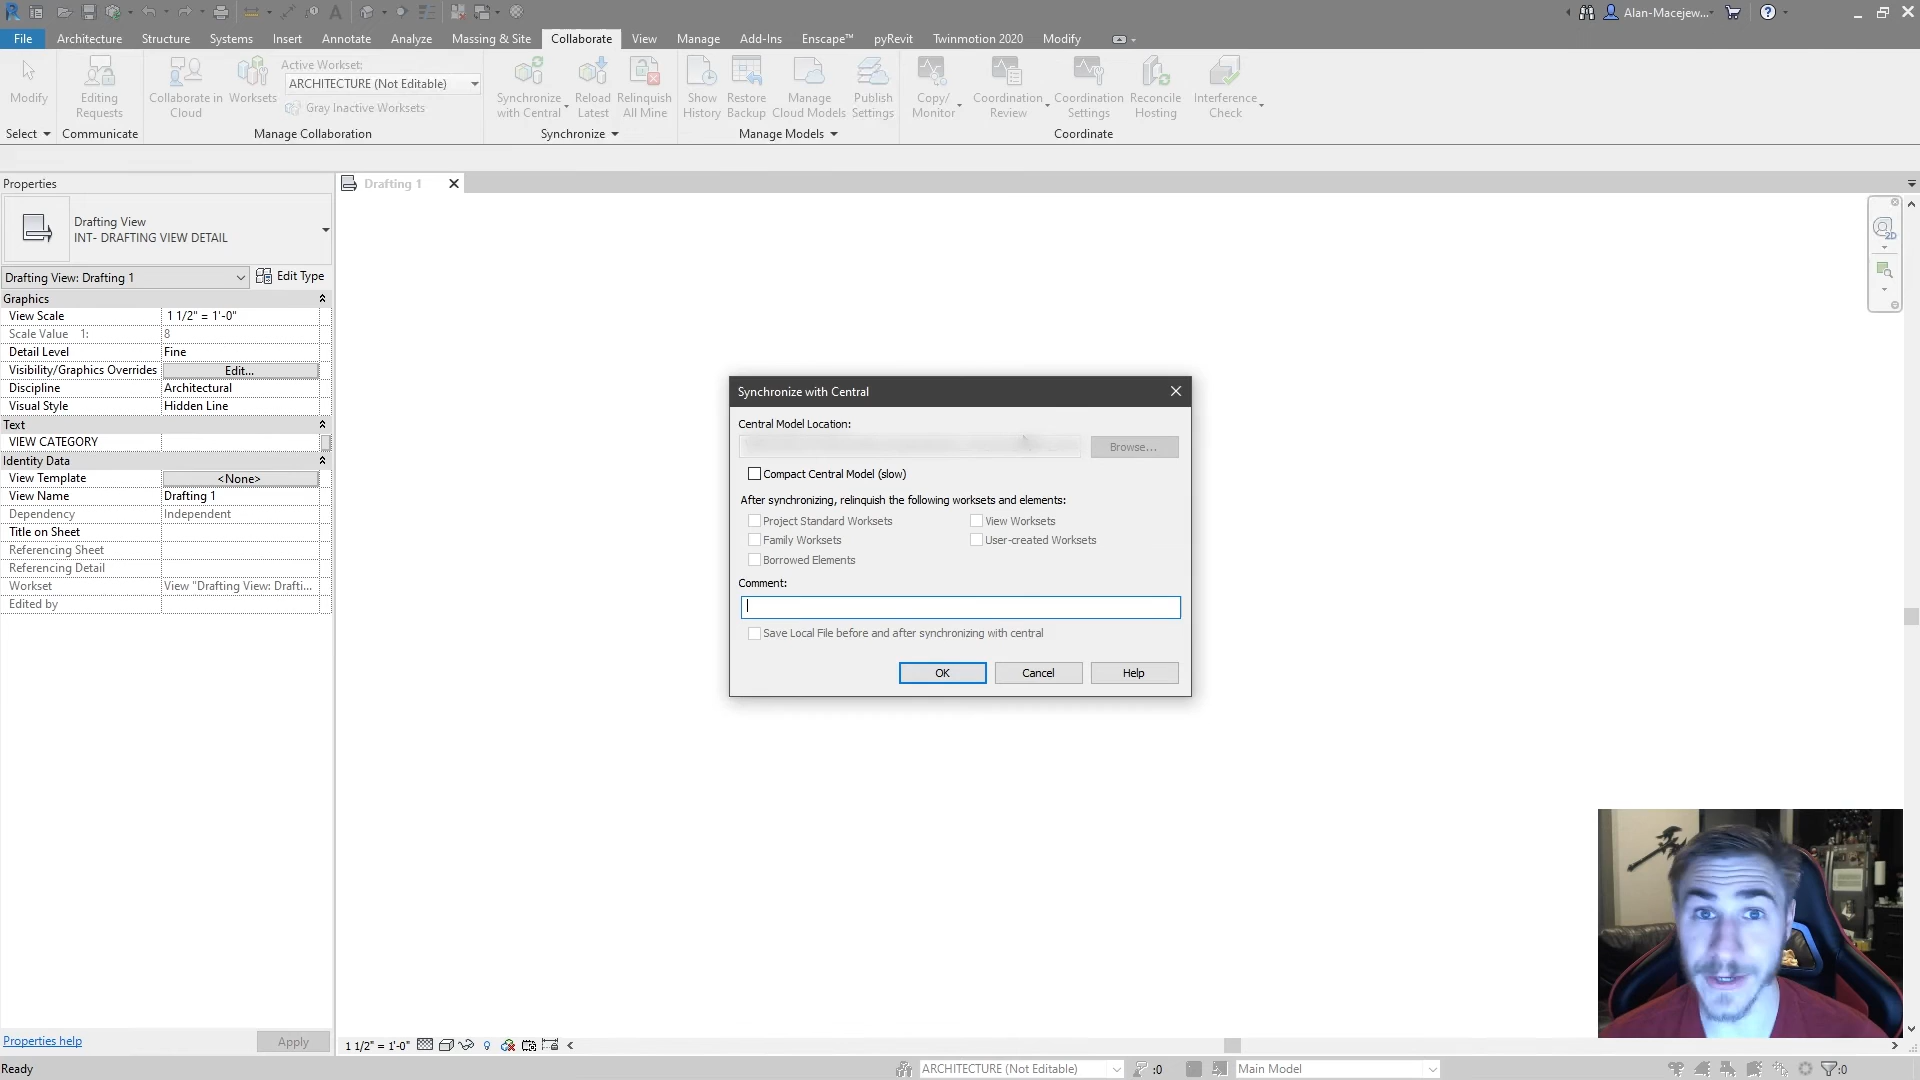 Alan-Macejew...
File Architecture Structure Systems Insert Annotate Analyze Massing & Site Collaborate View Manage Add-Ins Enscape™ pyRevit Twinmotion 2020 Modify
Modify
Select
Editing Requests
Communicate
Collaborate in Cloud
Worksets
Active Workset:
ARCHITECTURE (Not Editable)
Gray Inactive Worksets
Manage Collaboration
Synchronize with Central
Reload Latest
Relinquish All Mine
Synchronize
Show History
Restore Backup
Manage Cloud Models
Publish Settings
Manage Models
Copy/ Monitor
Coordination Review
Coordination Settings
Reconcile Hosting
Interference Check
Coordinate
Properties
Drafting 1
Drafting View
INT- DRAFTING VIEW DETAIL
Drafting View: Drafting 1
Edit Type
Graphics
View Scale 1 1/2" = 1'-0"
Scale Value 1: 8
Detail Level Fine
Visibility/Graphics Overrides Edit...
Discipline Architectural
Visual Style Hidden Line
Text
VIEW CATEGORY
Identity Data
View Template <None>
View Name Drafting 1
Dependency Independent
Title on Sheet
Referencing Sheet
Referencing Detail
Workset View "Drafting View: Drafti...
Edited by
Properties help
Apply
2D
Synchronize with Central
Central Model Location:
Browse...
Compact Central Model (slow)
After synchronizing, relinquish the following worksets and elements:
Project Standard Worksets View Worksets
Family Worksets User-created Worksets
Borrowed Elements
Comment:
Save Local File before and after synchronizing with central
OK Cancel Help
1 1/2" = 1'-0"
Ready
ARCHITECTURE (Not Editable)
:0
Main Model
:0